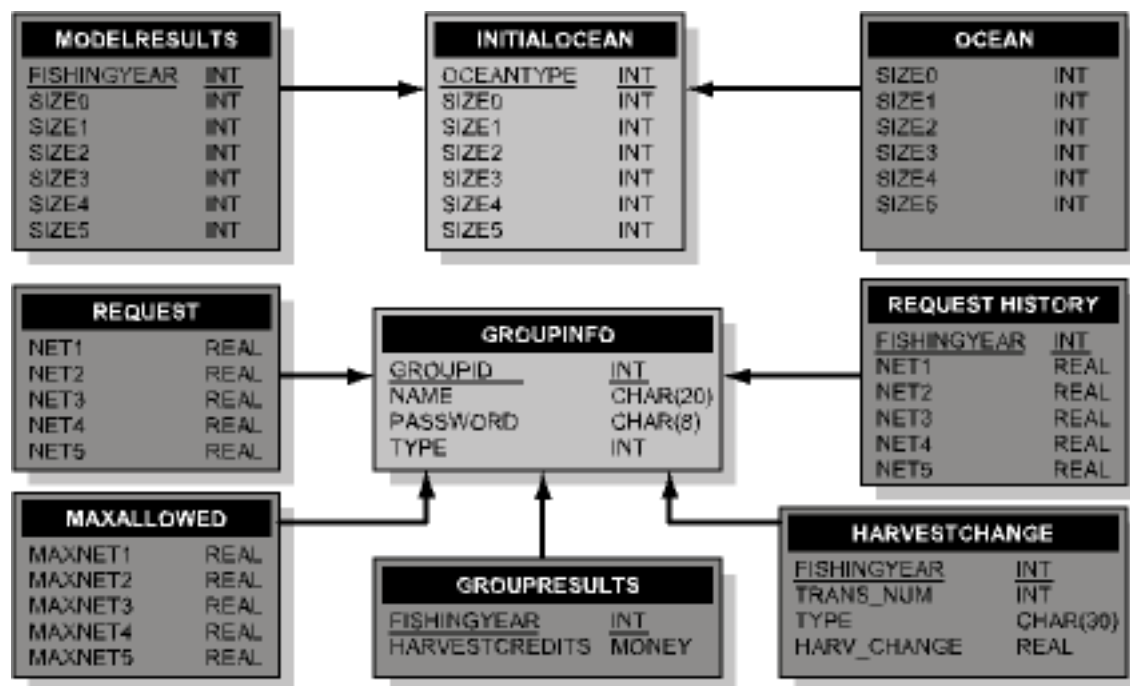 MODELRESULTS
FISHINGYEAR INT
SIZE0 INT
SIZE1 INT
SIZE2 INT
SIZE3 INT
SIZE4 INT
SIZE5 INT
INITIALOCEAN
OCEANTYPE INT
SIZE0 INT
SIZE1 INT
SIZE2 INT
SIZE3 INT
SIZE4 INT
SIZE5 INT
OCEAN
SIZE0 INT
SIZE1 INT
SIZE2 INT
SIZE3 INT
SIZE4 INT
SIZE5 INT
REQUEST
NET1 REAL
NET2 REAL
NET3 REAL
NET4 REAL
NET5 REAL
GROUPINFO
GROUPID INT
NAME CHAR(20)
PASSWORD CHAR(8)
TYPE INT
REQUEST HISTORY
FISHINGYEAR INT
NET1 REAL
NET2 REAL
NET3 REAL
NET4 REAL
NET5 REAL
MAXALLOWED
MAXNET1 REAL
MAXNET2 REAL
MAXNET3 REAL
MAXNET4 REAL
MAXNET5 REAL
GROUPRESULTS
FISHINGYEAR INT
HARVESTCREDITS MONEY
HARVESTCHANGE
FISHINGYEAR INT
TRANS_NUM INT
TYPE CHAR(30)
HARV_CHANGE REAL